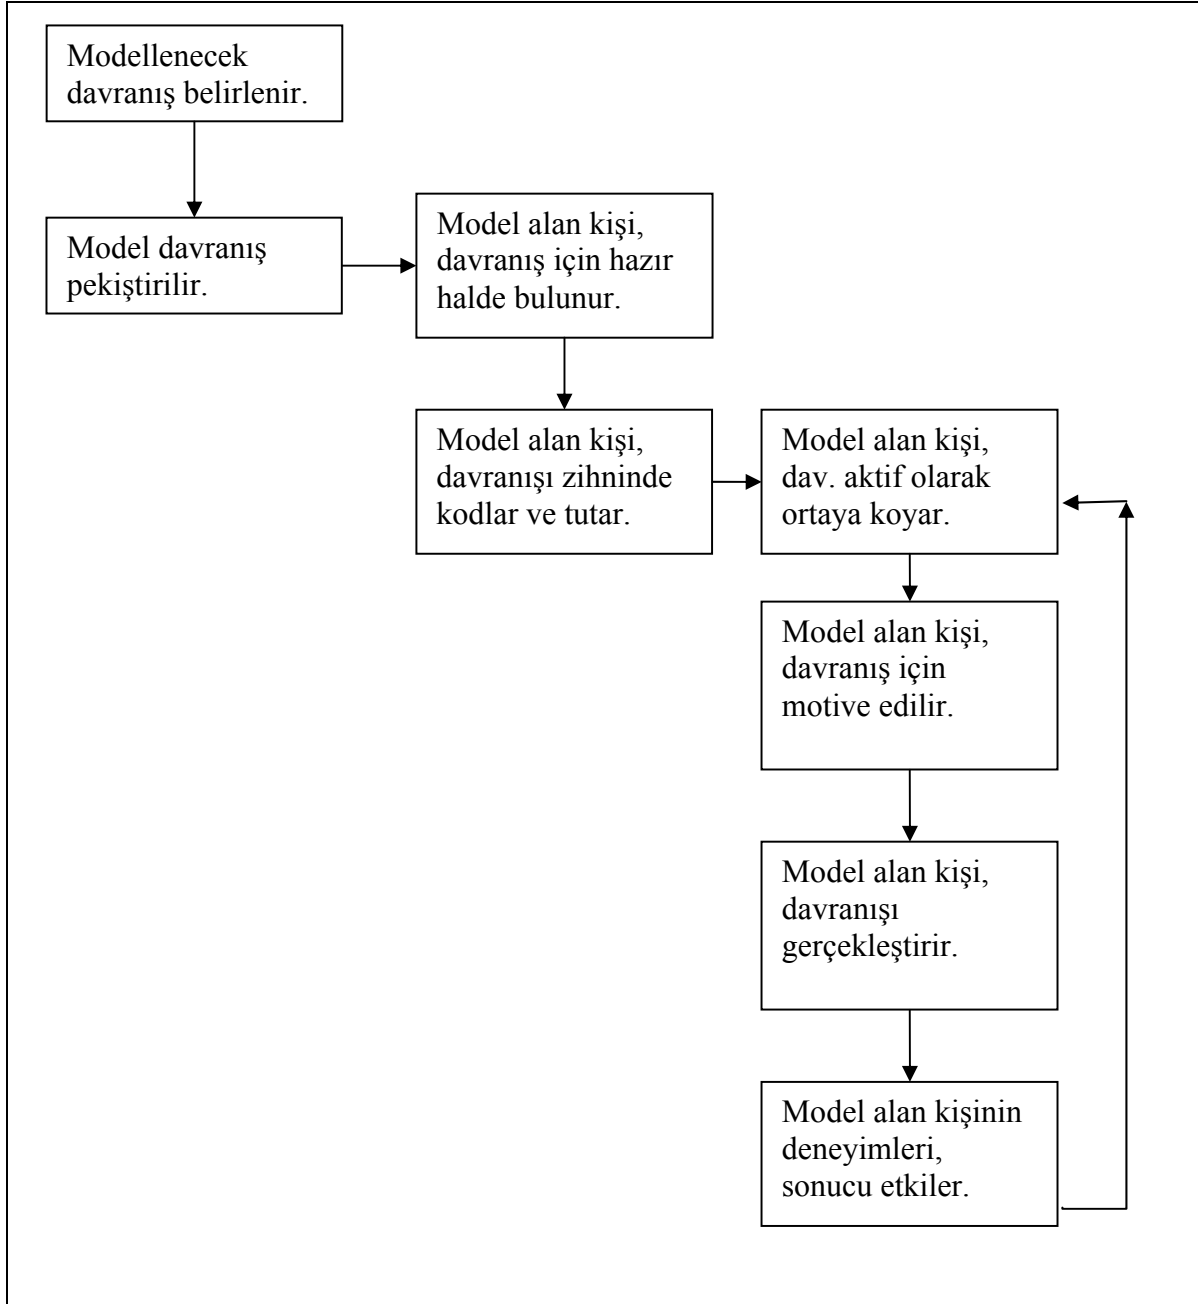 Modellenecek
davranış belirlenir.
Model davranış
pekiştirilir.
Model alan kişi,
davranış için hazır
halde bulunur.
Model alan kişi,
davranışı zihninde
kodlar ve tutar.
Model alan kişi,
dav. aktif olarak
ortaya koyar.
Model alan kişi,
davranış için
motive edilir.
Model alan kişi,
davranışı
gerçekleştirir.
Model alan kişinin
deneyimleri,
sonucu etkiler.